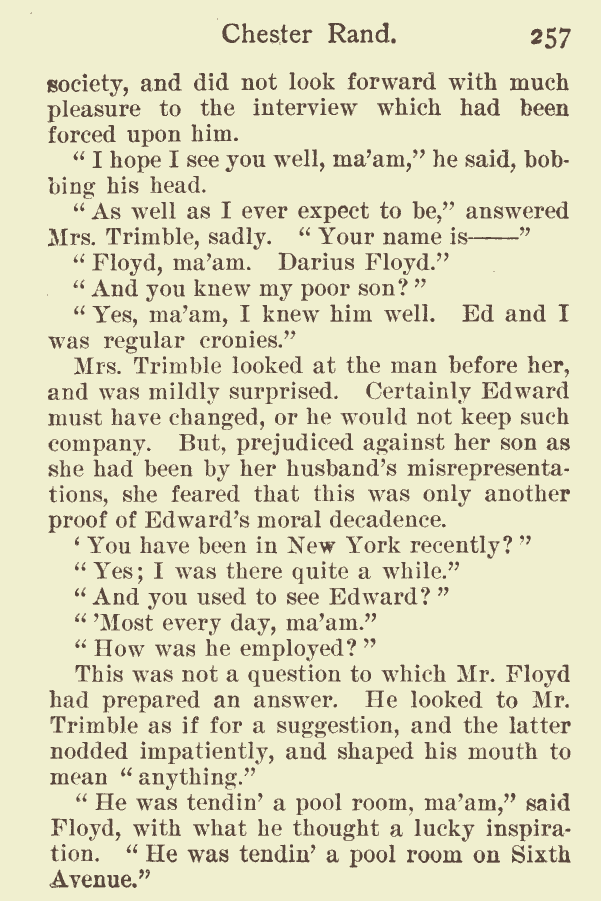 Chester Rand. 257
society, and did not look forward with much
pleasure to the interview which had been
forced upon him.
“ I hope I see you well, ma’am,” he said, bob-
bing his head.
“ As well as I ever expect to be,” answered
Mrs. Trimble, sadly. “ Your name is——”
“ Floyd, ma’am. Darius Floyd.”
“ And you knew my poor son? ”
“ Yes, ma’am, I knew him well. Ed and I
was regular cronies.”
Mrs. Trimble looked at the man before her,
and was mildly surprised. Certainly Edward
must have changed, or he would not keep such
company. But, prejudiced against her son as
she had been by her husband’s misrepresenta-
tions, she feared that this was only another
proof of Edward’s moral decadence.
‘ You have been in New York recently? ”
“ Yes; I was there quite a while.”
“ And you used to see Edward? ”
“ ’Most every day, ma’am.”
“ How was he employed? ”
This was not a question to which Mr. Floyd
had prepared an answer. He looked to Mr.
Trimble as if for a suggestion, and the latter
nodded impatiently, and shaped his mouth to
mean “ anything.”
“ He was tendin’ a pool room, ma’am,” said
Floyd, with what he thought a lucky inspira-
tion. “ He was tendin’ a pool room on Sixth
Avenue.”